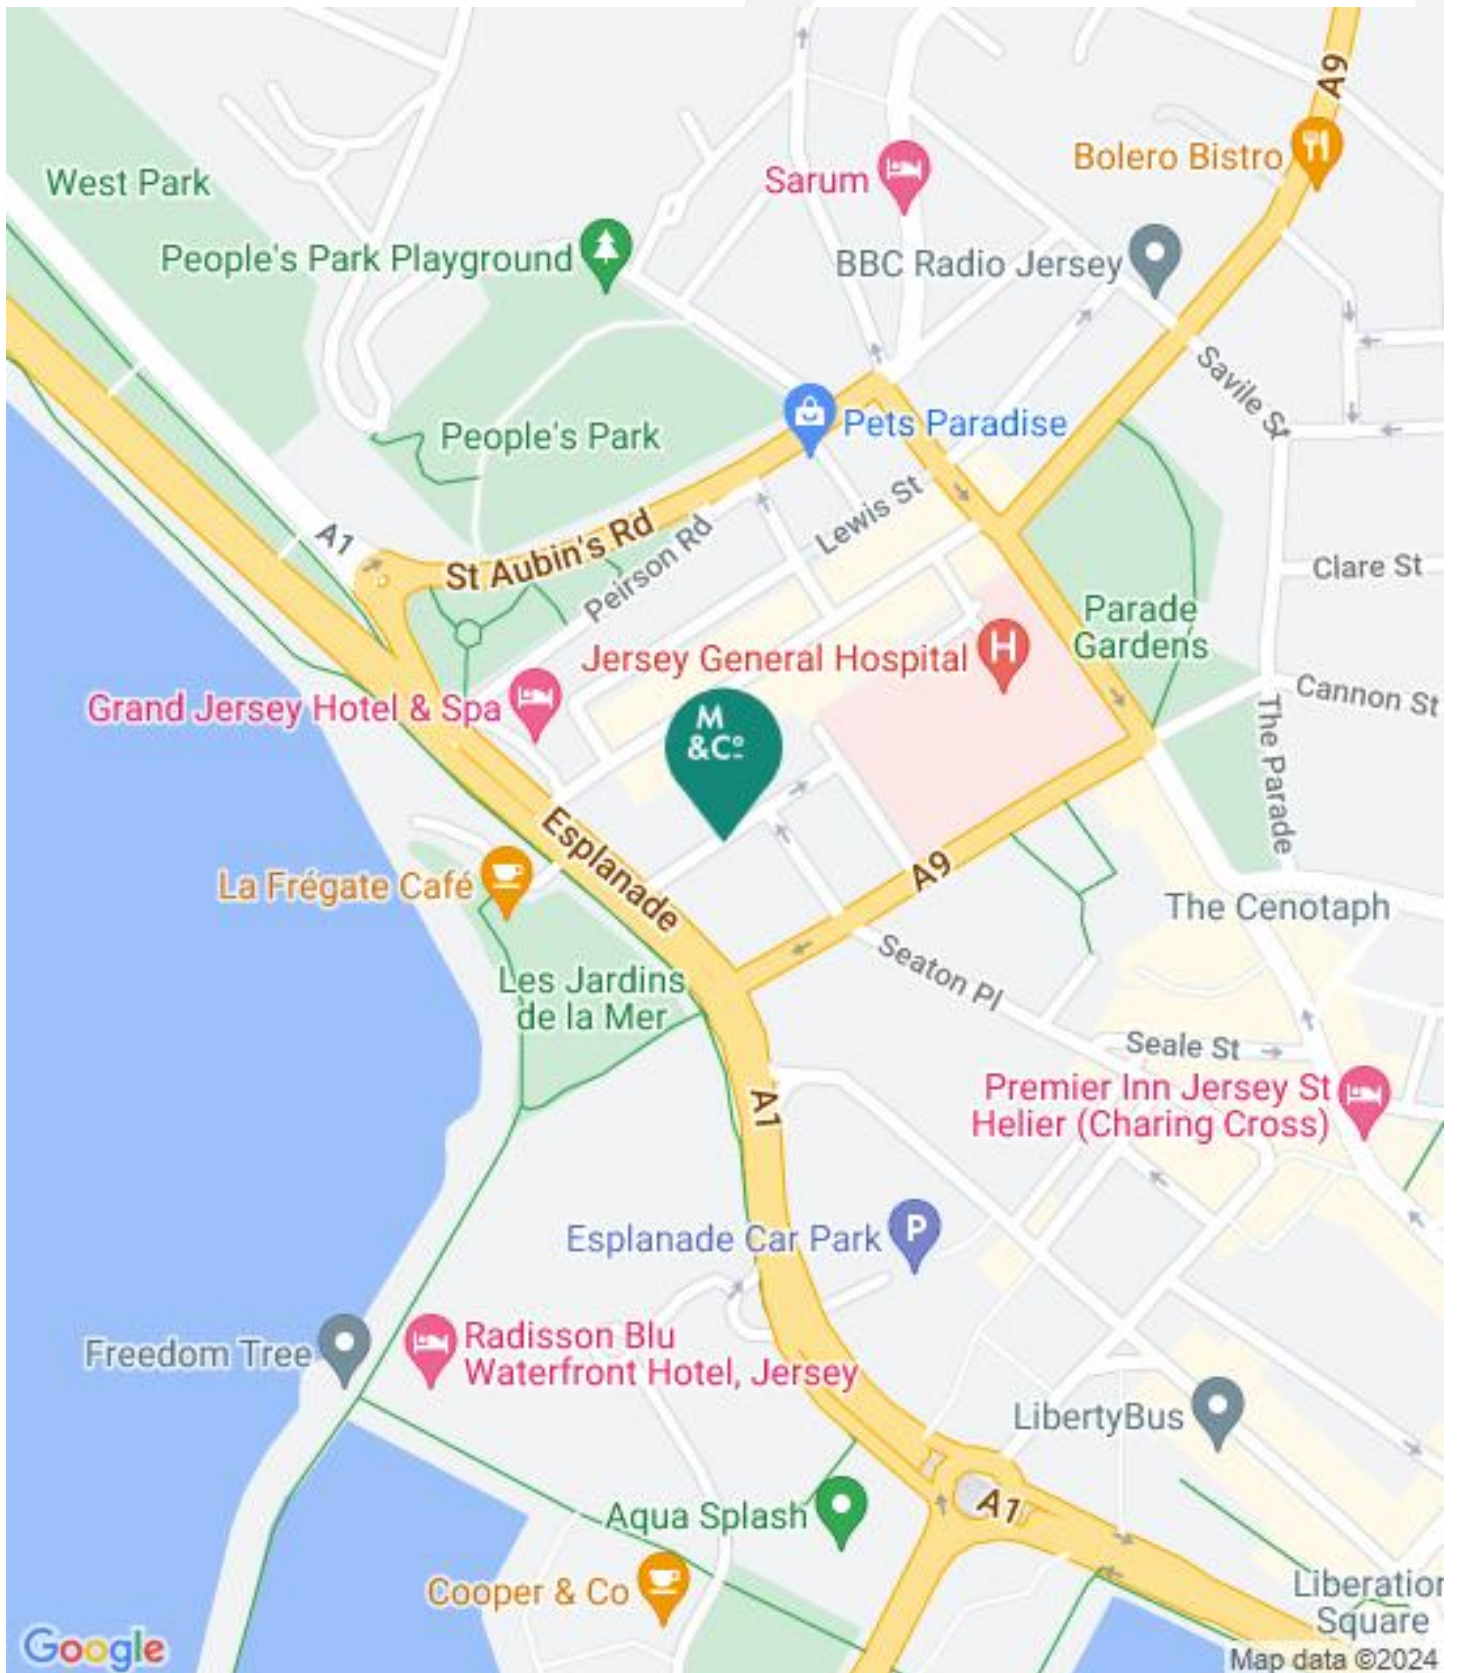 A9
Bolero Bistro
Sarum
West Park
People's Park Playground
BBC Radio Jersey
Savile St
Pets Paradise
People's Park
Lewis St
A1
St Aubin's Rd
Peirson Rd
Clare St
Parade
Gardens
Jersey General Hospital
H
Cannon St
Grand Jersey Hotel & Spa
M
&Cº
The Parade
Esplanade
A9
La Frégate Café
The Cenotaph
Seaton Pl
Les Jardins
de la Mer
Seale St
Premier Inn Jersey St
Helier (Charing Cross)
A1
Esplanade Car Park
P
Radisson Blu
Waterfront Hotel, Jersey
Freedom Tree
LibertyBus
A1
Aqua Splash
Cooper & Co
Liberation
Square
Google
Map data ©2024